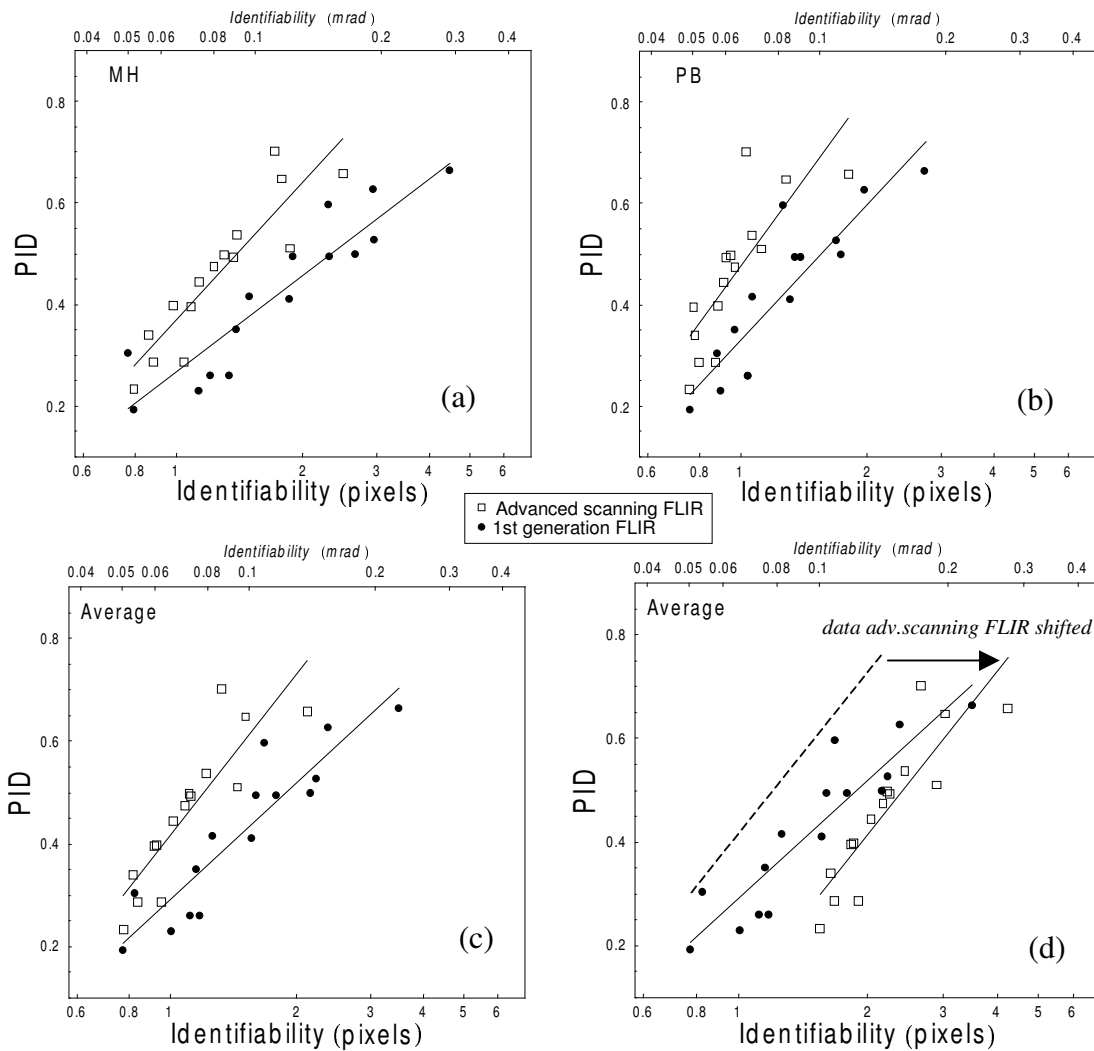 Identifiability (mrad)
0.04 0.05 0.06 0.08 0.1 0.2 0.3 0.4
MH
PID
0.8
0.6
0.4
0.2
(a)
0.6 0.8 1 2 3 4 5 6
Identifiability (pixels)
Identifiability (mrad)
0.04 0.05 0.06 0.08 0.1 0.2 0.3 0.4
PB
PID
0.8
0.6
0.4
0.2
(b)
0.6 0.8 1 2 3 4 5 6
Identifiability (pixels)
Advanced scanning FLIR
1st generation FLIR
Identifiability (mrad)
0.04 0.05 0.06 0.08 0.1 0.2 0.3 0.4
Average
PID
0.8
0.6
0.4
0.2
(c)
0.6 0.8 1 2 3 4 5 6
Identifiability (pixels)
Identifiability (mrad)
0.04 0.05 0.06 0.08 0.1 0.2 0.3 0.4
Average
data adv.scanning FLIR shifted
PID
0.8
0.6
0.4
0.2
(d)
0.6 0.8 1 2 3 4 5 6
Identifiability (pixels)